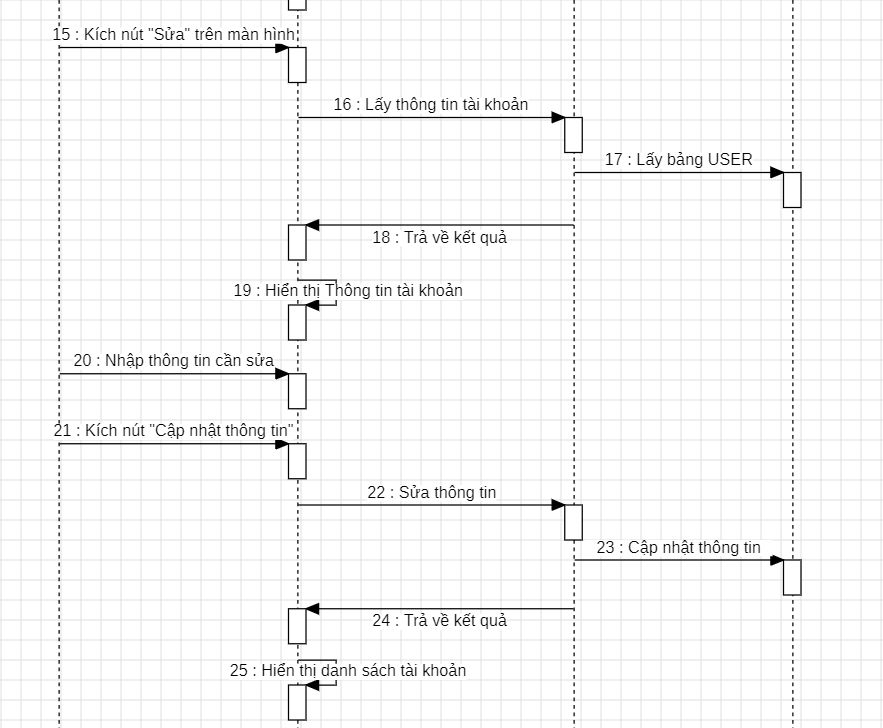 15 : Kích nút "Sửa" trên màn hình
16 : Lấy thông tin tài khoản
17 : Lấy bảng USER
18 : Trả về kết quả
19 : Hiển thị Thông tin tài khoản
20 : Nhập thông tin cần sửa
21 : Kích nút "Cập nhật thông tin"
22 : Sửa thông tin
23 : Cập nhật thông tin
24 : Trả về kết quả
25 : Hiển thị danh sách tài khoản